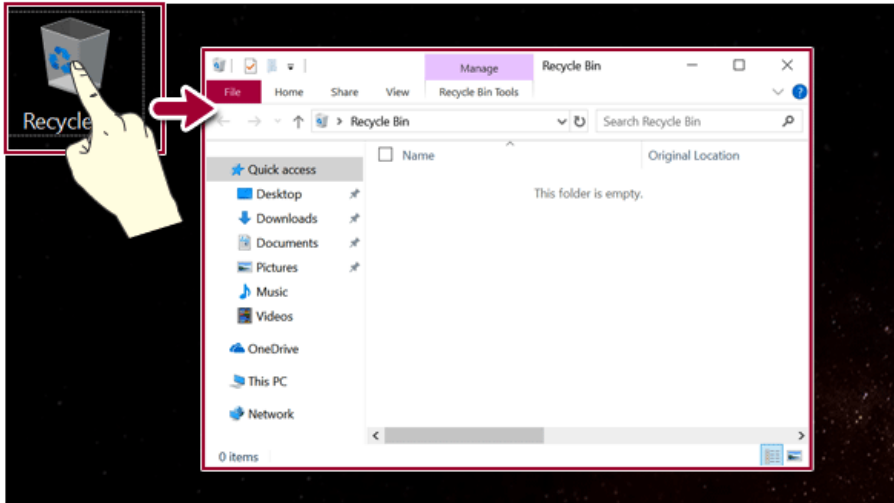 Recycle
Manage
Recycle Bin
File
Home
Share
View
Recycle Bin Tools
?
Recycle Bin
Search Recycle Bin
Name
Original Location
Quick access
This folder is empty.
Desktop
Downloads
Documents
Pictures
Music
Videos
OneDrive
This PC
Network
0 items